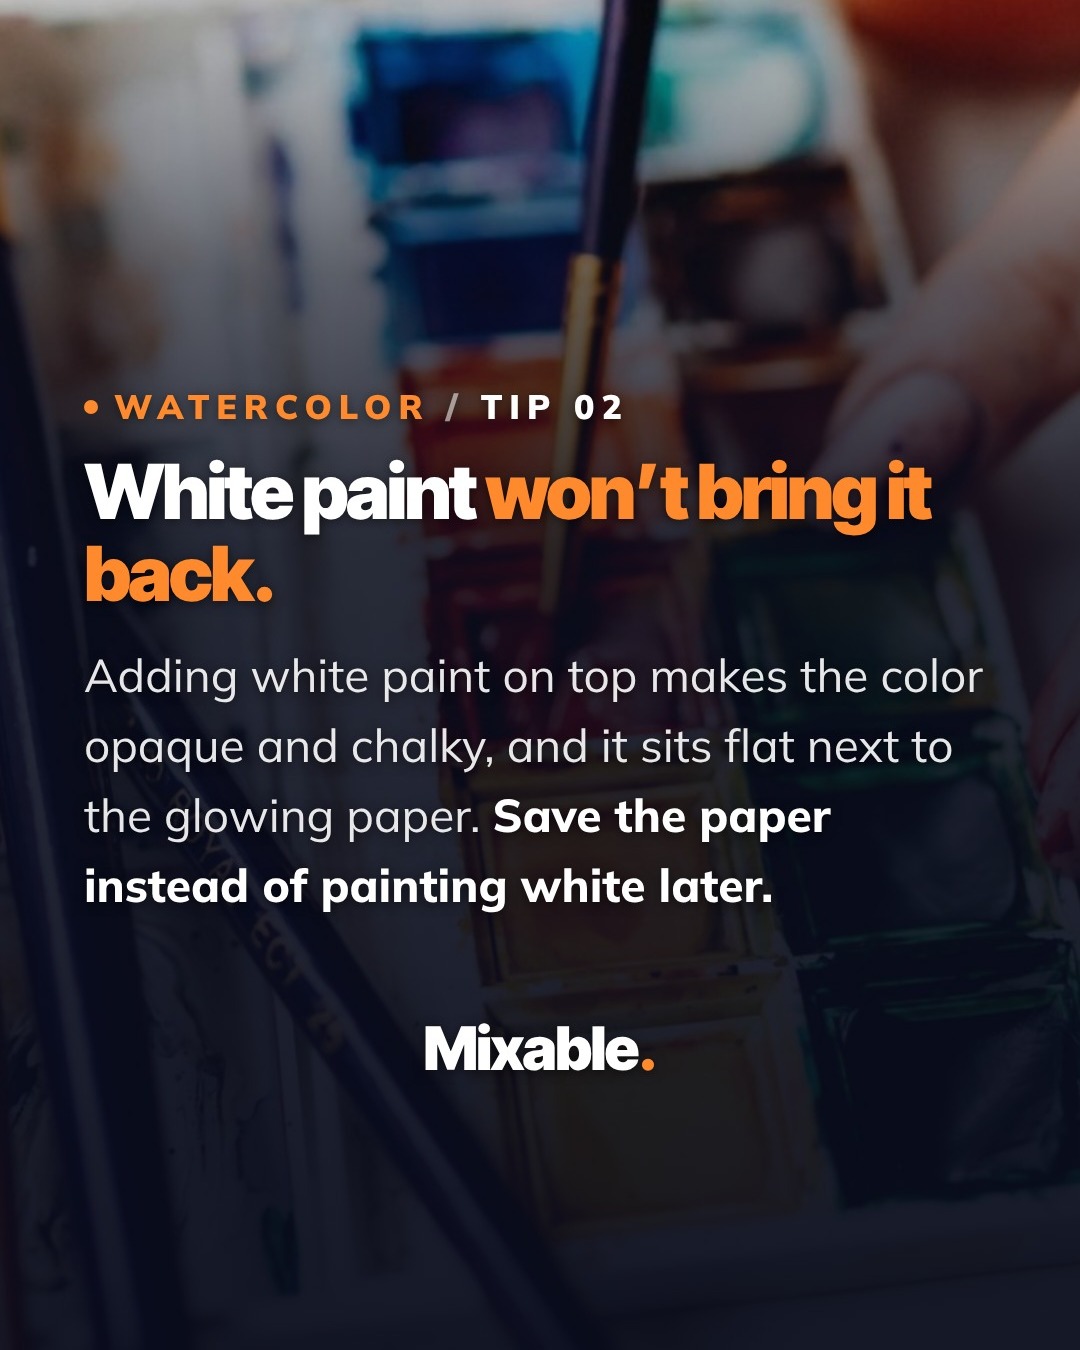 • WATERCOLOR / TIP 02
White paint won't bring it
back.
Adding white paint on top makes the color
opaque and chalky, and it sits flat next to
the glowing paper. Save the paper
instead of painting white later.
Mixable.